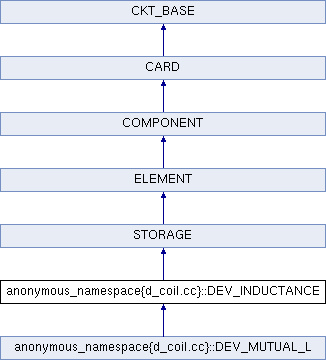 CKT_BASE
CARD
COMPONENT
ELEMENT
STORAGE
anonymous_namespace{d_coil.cc}::DEV_INDUCTANCE
anonymous_namespace{d_coil.cc}::DEV_MUTUAL_L